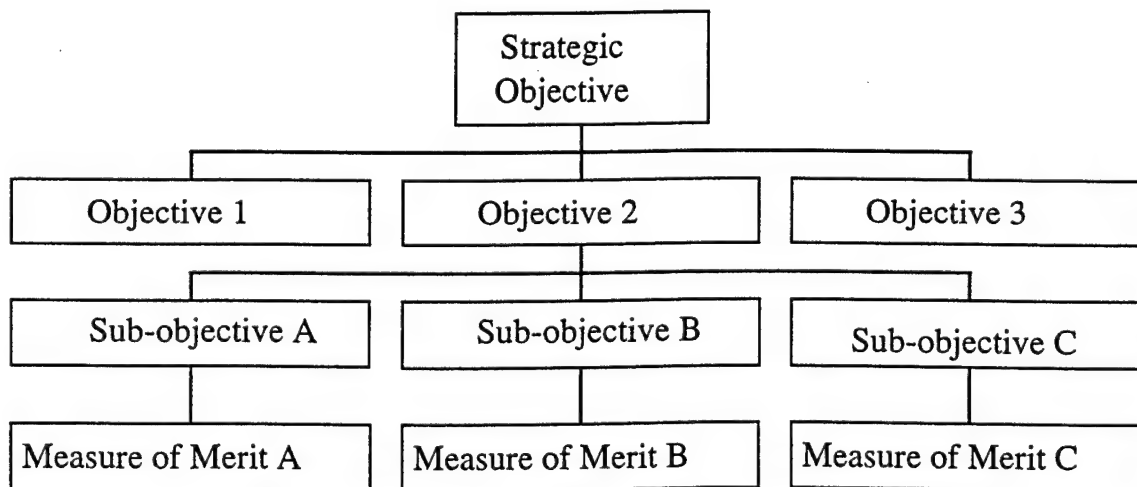 Strategic
Objective
Objective 1
Objective 2
Objective 3
Sub-objective A
Sub-objective B
Sub-objective C
Measure of Merit A
Measure of Merit B
Measure of Merit C